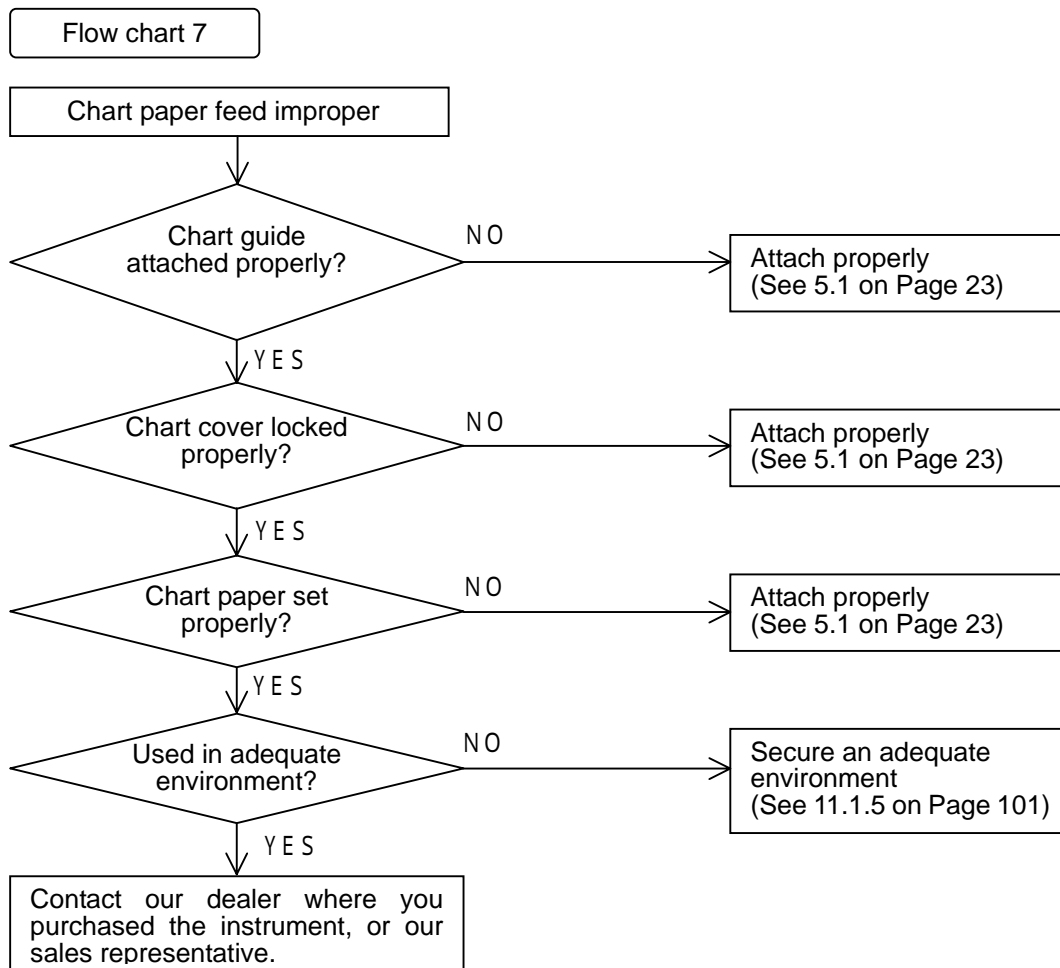 Flow chart 7
Chart paper feed improper
Chart guide
attached properly?
NO
Attach properly
(See 5.1 on Page 23)
YES
Chart cover locked
properly?
NO
Attach properly
(See 5.1 on Page 23)
YES
Chart paper set
properly?
NO
Attach properly
(See 5.1 on Page 23)
YES
Used in adequate
environment?
NO
Secure an adequate
environment
(See 11.1.5 on Page 101)
YES
Contact our dealer where you
purchased the instrument, or our
sales representative.